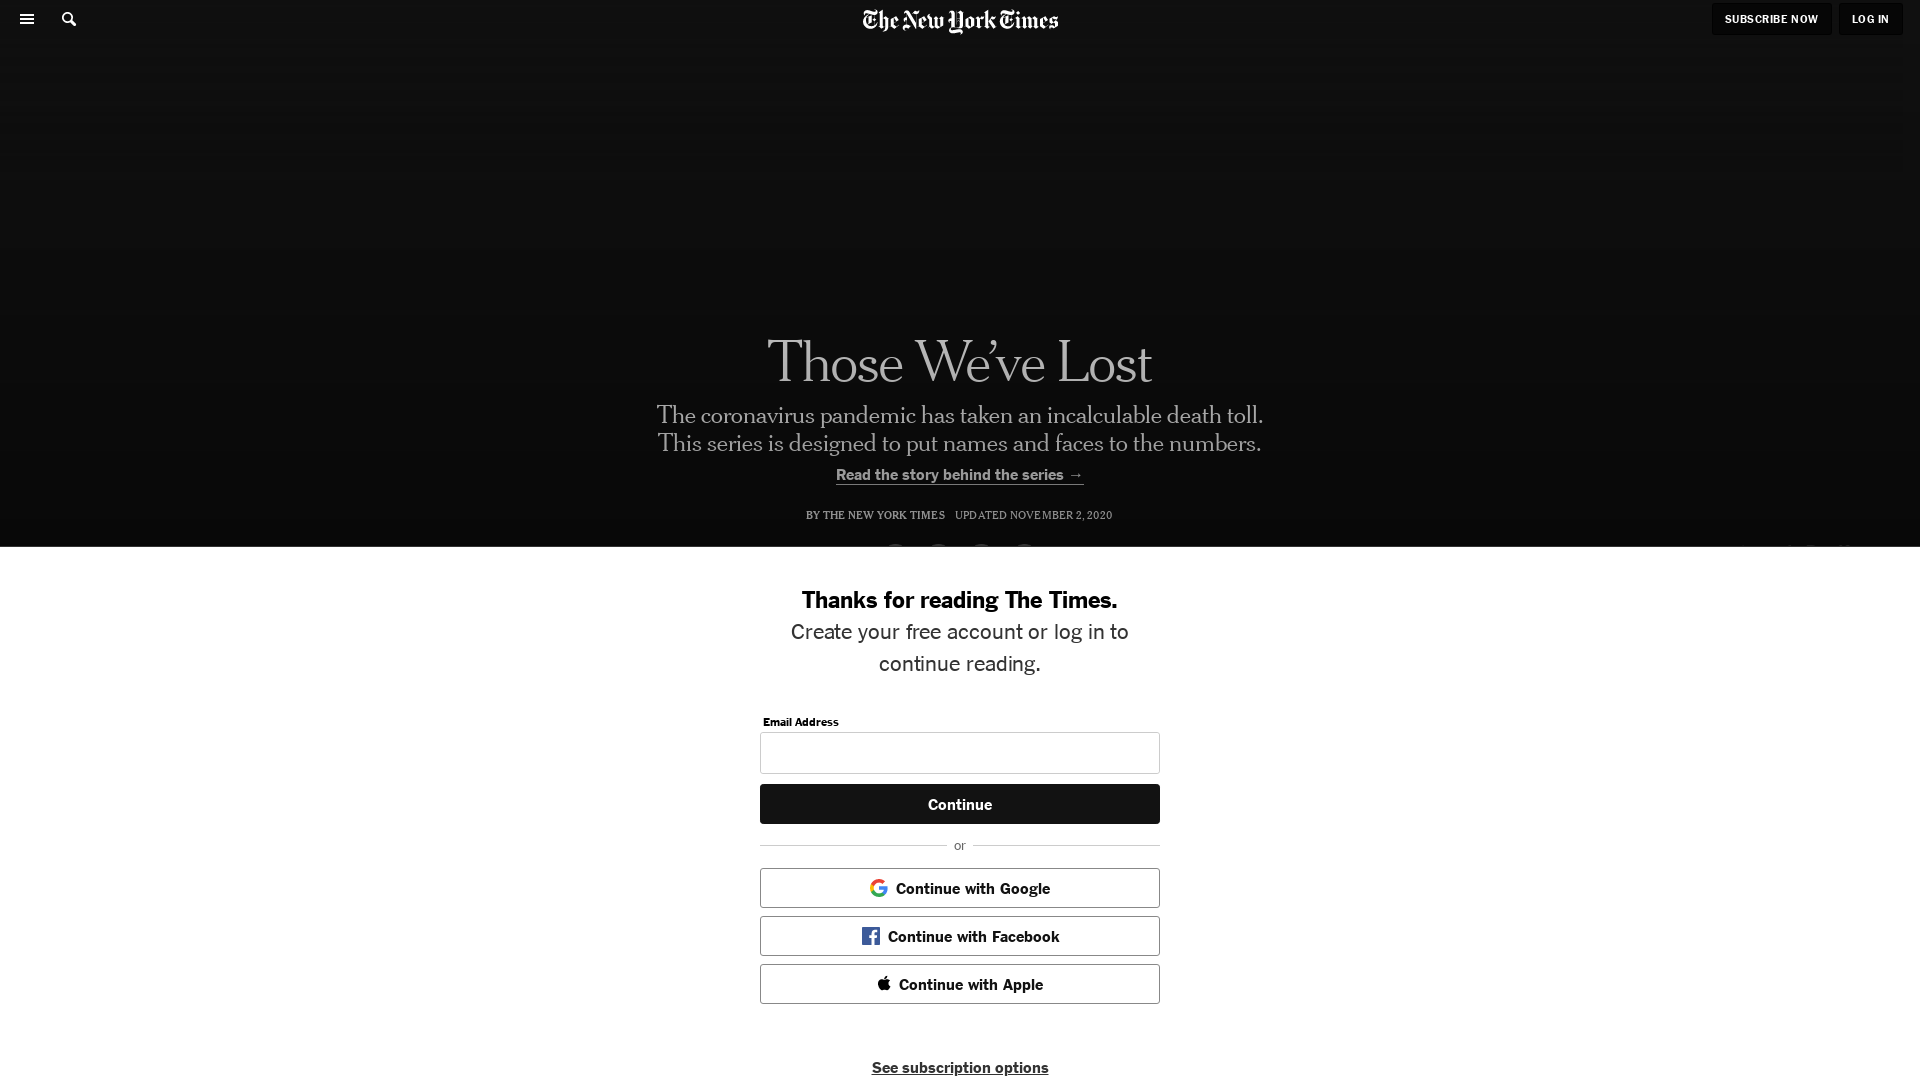 The New York Times
SUBSCRIBE NOW
LOG IN
Those We’ve Lost
The coronavirus pandemic has taken an incalculable death toll.
This series is designed to put names and faces to the numbers.
Read the story behind the series →
BY THE NEW YORK TIMES UPDATED NOVEMBER 2, 2020
Thanks for reading The Times.
Create your free account or log in to
continue reading.
Email Address
Continue
or
Continue with Google
Continue with Facebook
Continue with Apple
See subscription options